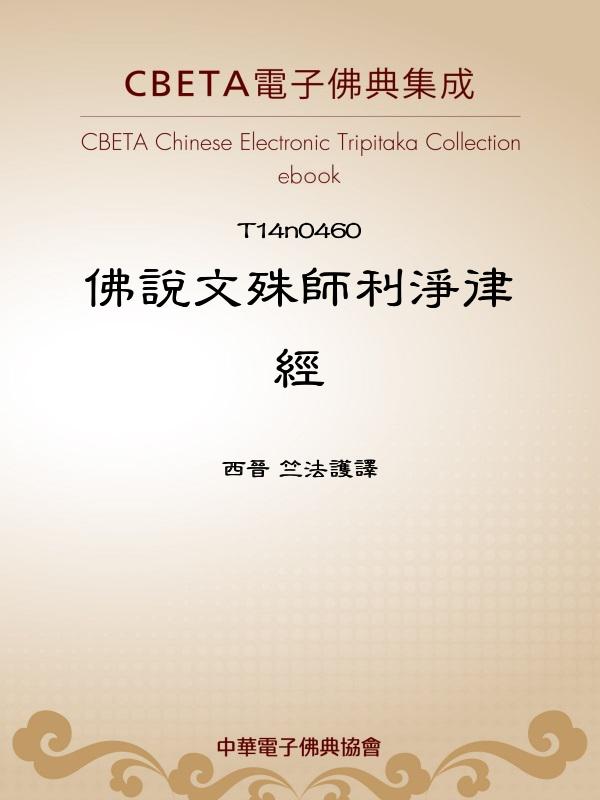 CBETA電子佛典集成
CBETA Chinese Electronic Tripitaka Collection
ebook
T14n0460
佛說文殊師利淨律
經
西晉 竺法護譯
中華電子佛典協會